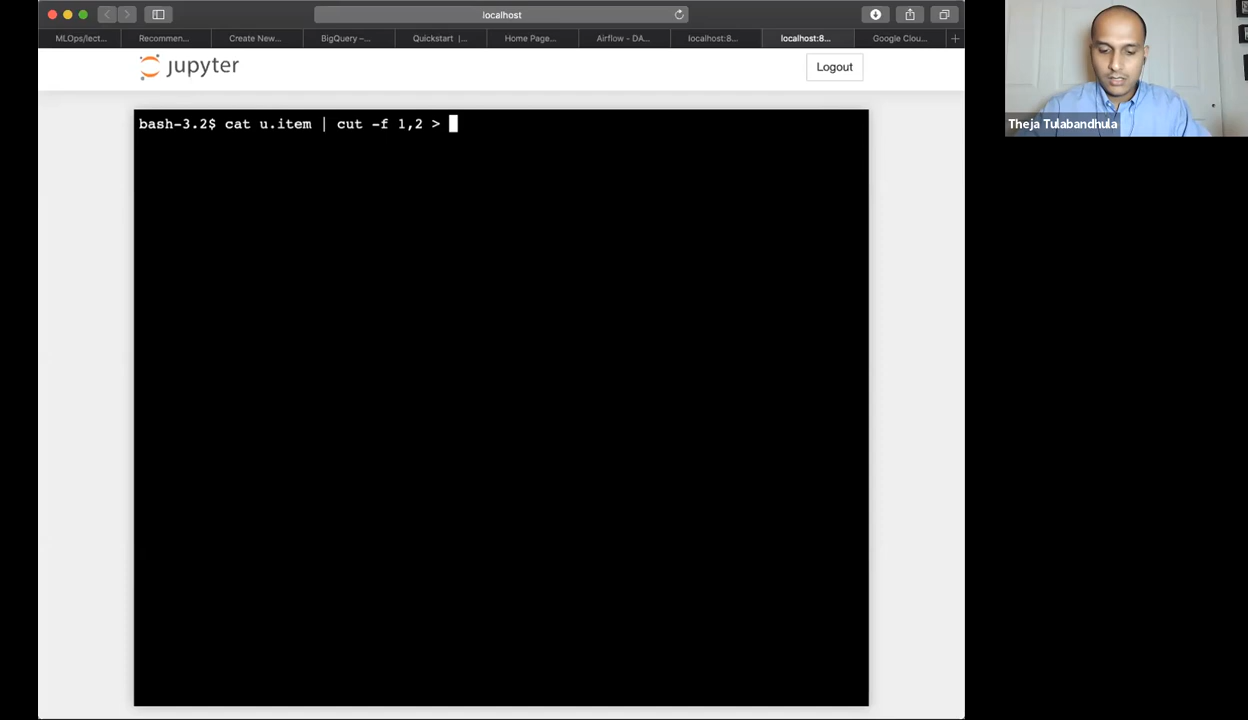 localhost
MLOps/lect...
Recommen...
Create New...
BigQuery –...
Quickstart |...
Home Page...
Airflow - DA...
localhost:8...
localhost:8...
Google Clou...
jupyter
Logout
Theja Tulabandhula
bash-3.2$ cat u.item | cut -f 1,2 >